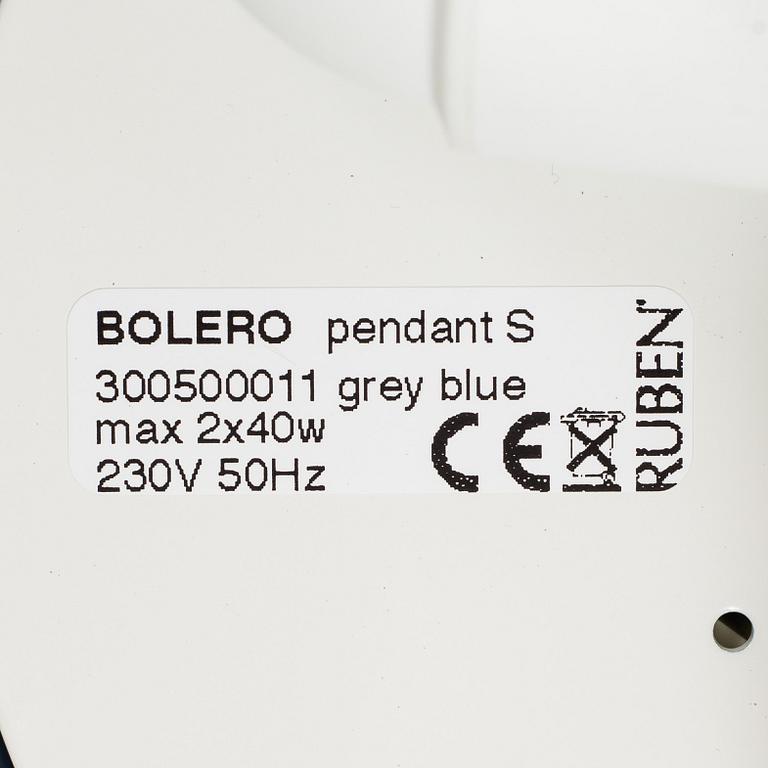 BOLERO pendant S
300500011 grey blue
max 2x40w
230V 50Hz
CE
RUBEN'